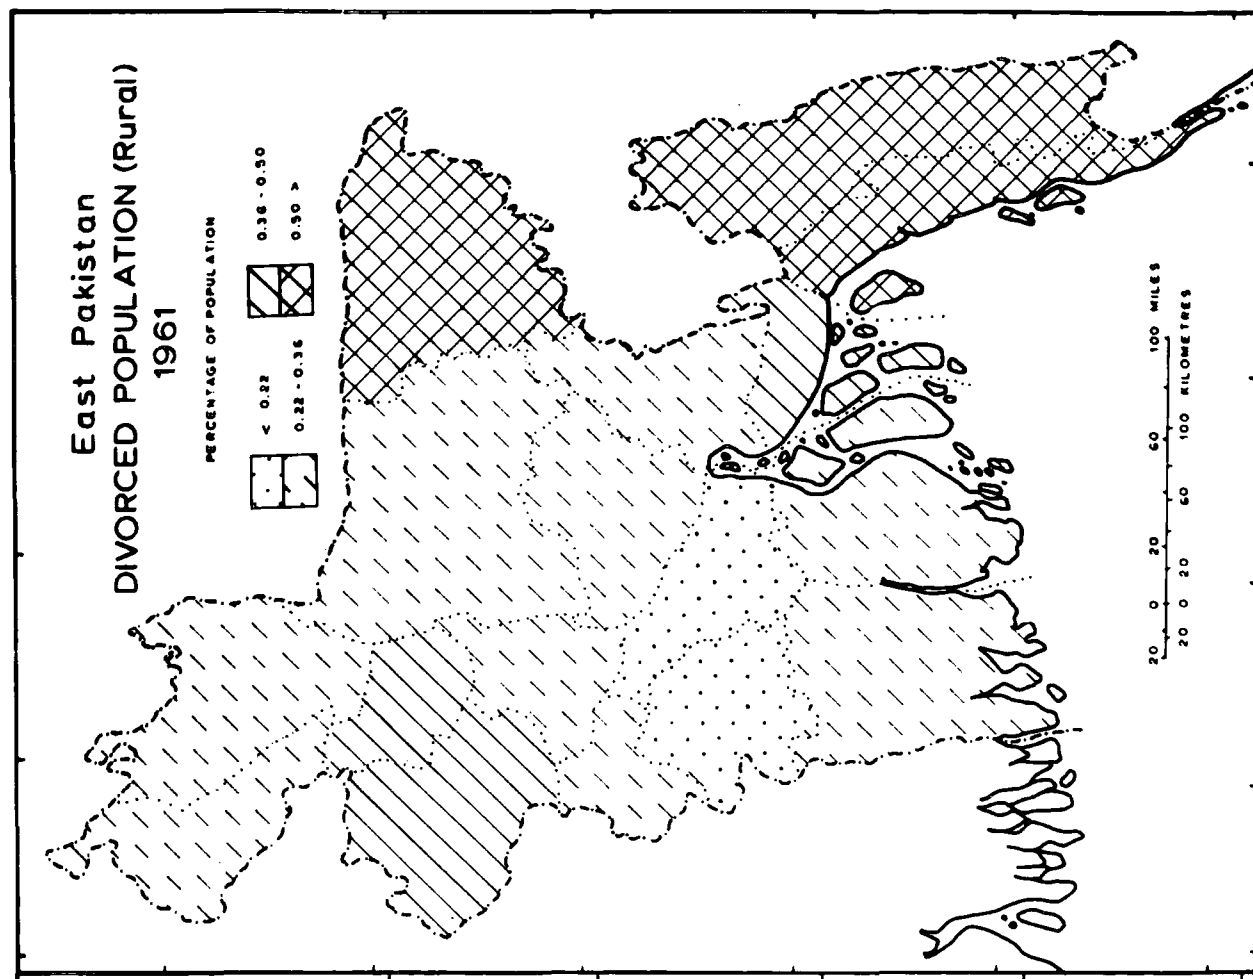 East Pakistan
DIVORCED POPULATION (Rural)
1961
PERCENTAGE OF POPULATION
< 0.22
0.22 - 0.36
0.36 - 0.50
0.50 >
20 0 20 60 100 MILES
20 0 20 60 100 KILOMETRES